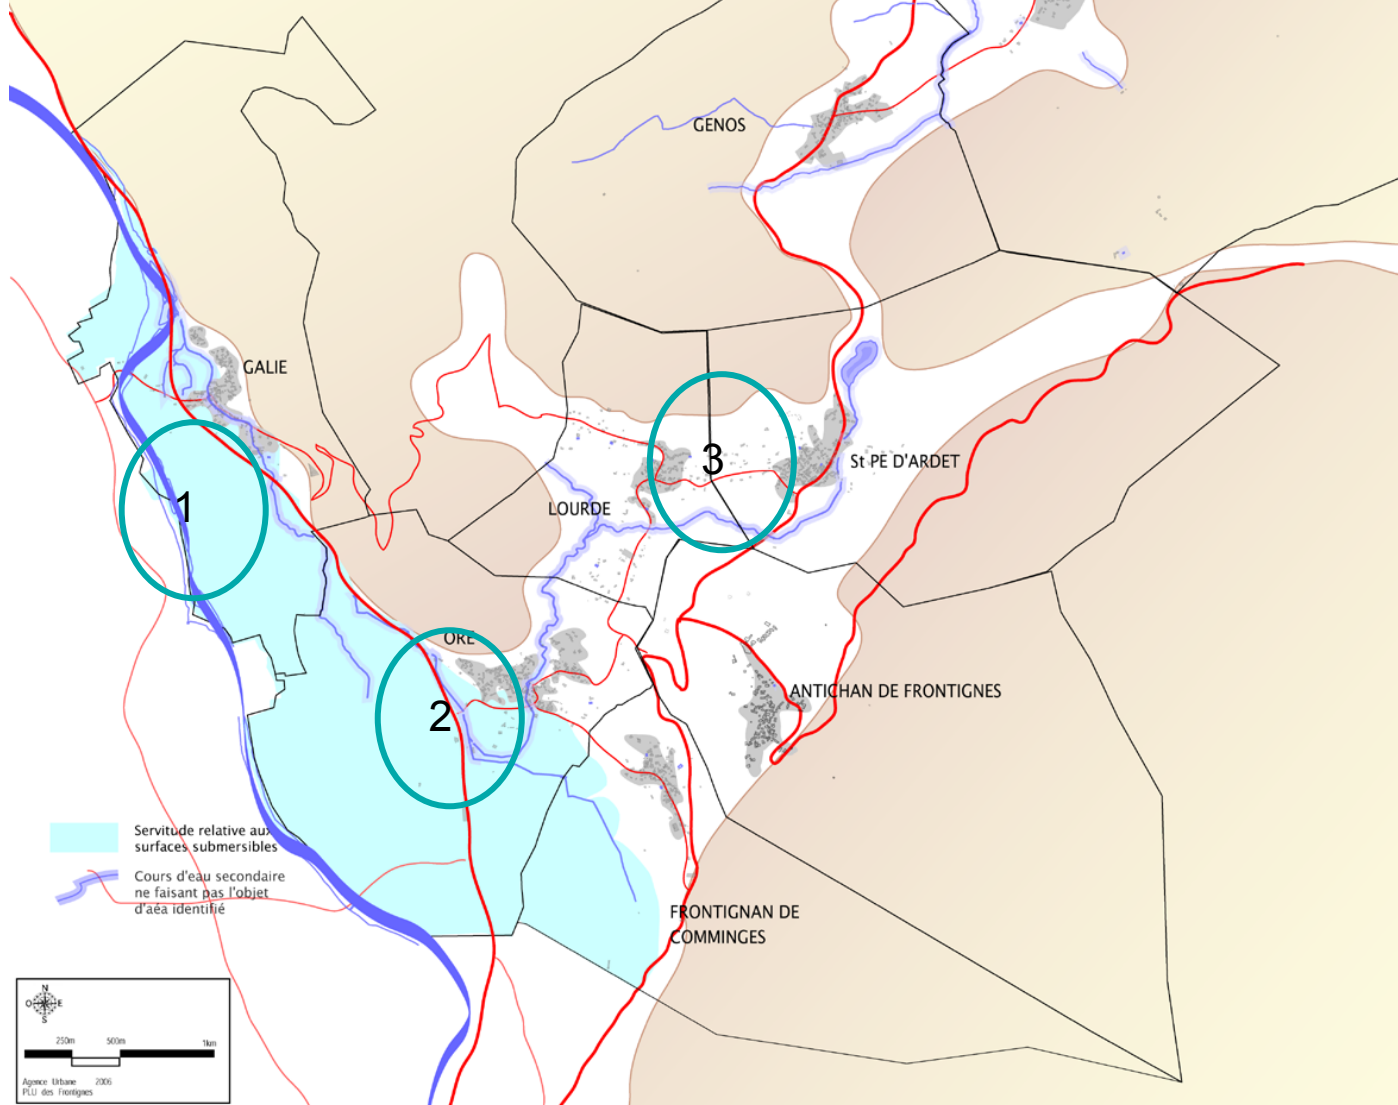 GENOS
GALIE
1
3
St PE D'ARDET
LOURDE
ORE
2
ANTICHAN DE FRONTIGNES
Servitude relative aux
surfaces submersibles
Cours d'eau secondaire
ne faisant pas l'objet
d'aéa identifié
FRONTIGNAN DE
COMMINGES
N
O E
S
250m 500m 1km
Agence Urbane 2006
PLU des Frontignes